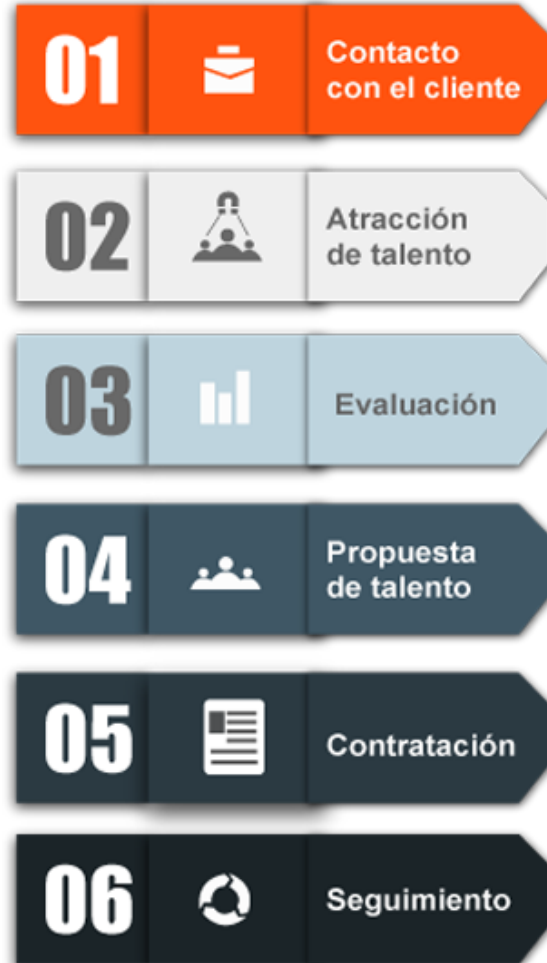 01
Contacto
con el cliente
02
Atracción
de talento
03
Evaluación
04
Propuesta
de talento
05
Contratación
06
Seguimiento